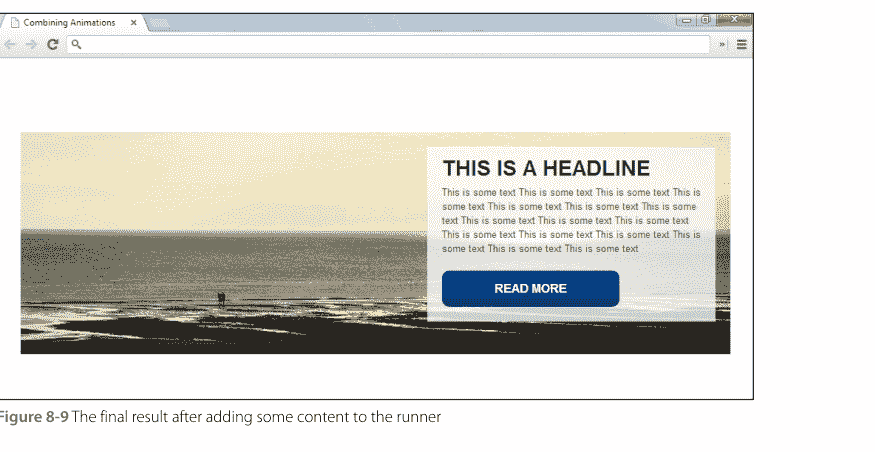 Combining Animations
THIS IS A HEADLINE
This is some text This is some text This is some text This is
some text This is some text This is some text This is some
text This is some text This is some text This is some text
This is some text This is some text This is some text This is
some text This is some text This is some text
READ MORE
Figure 8-9 The final result after adding some content to the runner